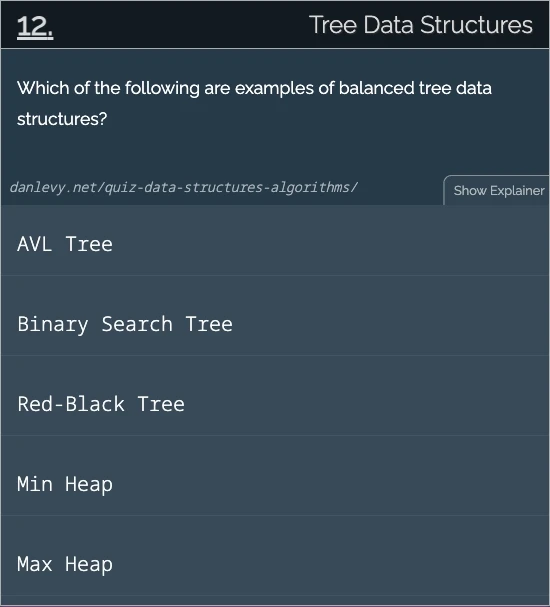 12.
Tree Data Structures
Which of the following are examples of balanced tree data
structures?
danlevy.net/quiz-data-structures-algorithms/
Show Explainer
AVL Tree
Binary Search Tree
Red-Black Tree
Min Heap
Max Heap